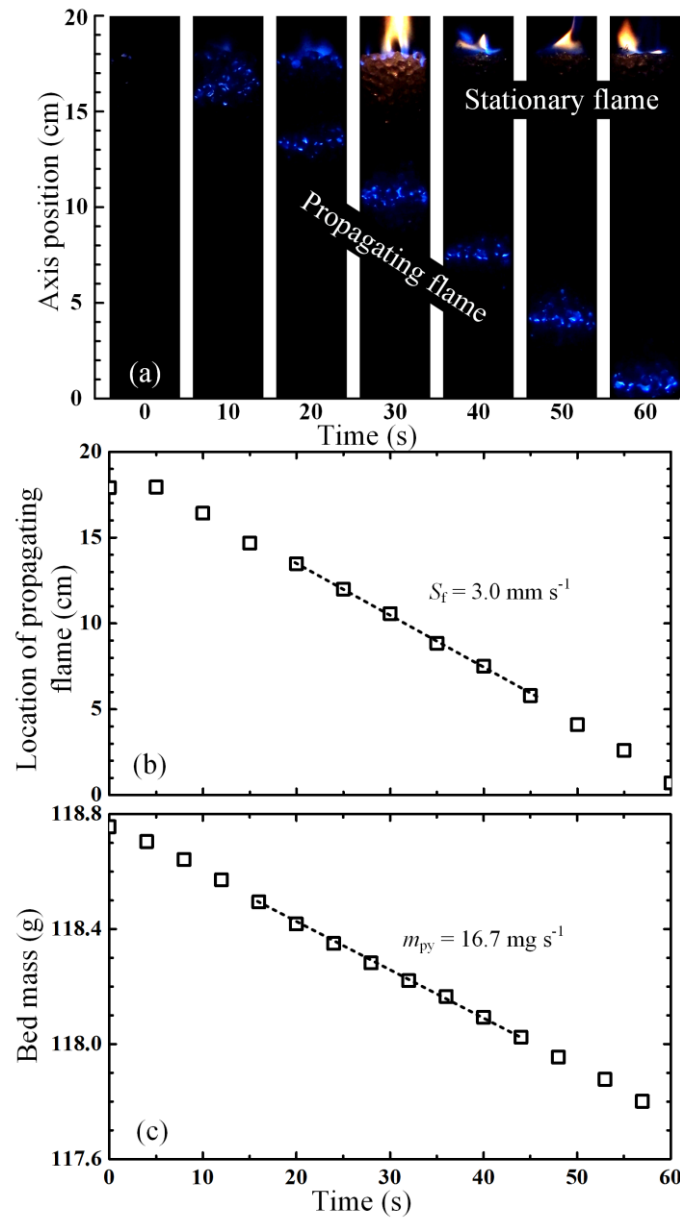 20
15
10
5
0
Axis position (cm)
Stationary flame
Propagating flame
(a)
0 10 20 30 40 50 60
Time (s)
20
15
10
5
0
Location of propagating
flame (cm)
S_f = 3.0 mm s⁻¹
(b)
118.8
118.4
118.0
117.6
Bed mass (g)
m_py = 16.7 mg s⁻¹
(c)
0 10 20 30 40 50 60
Time (s)